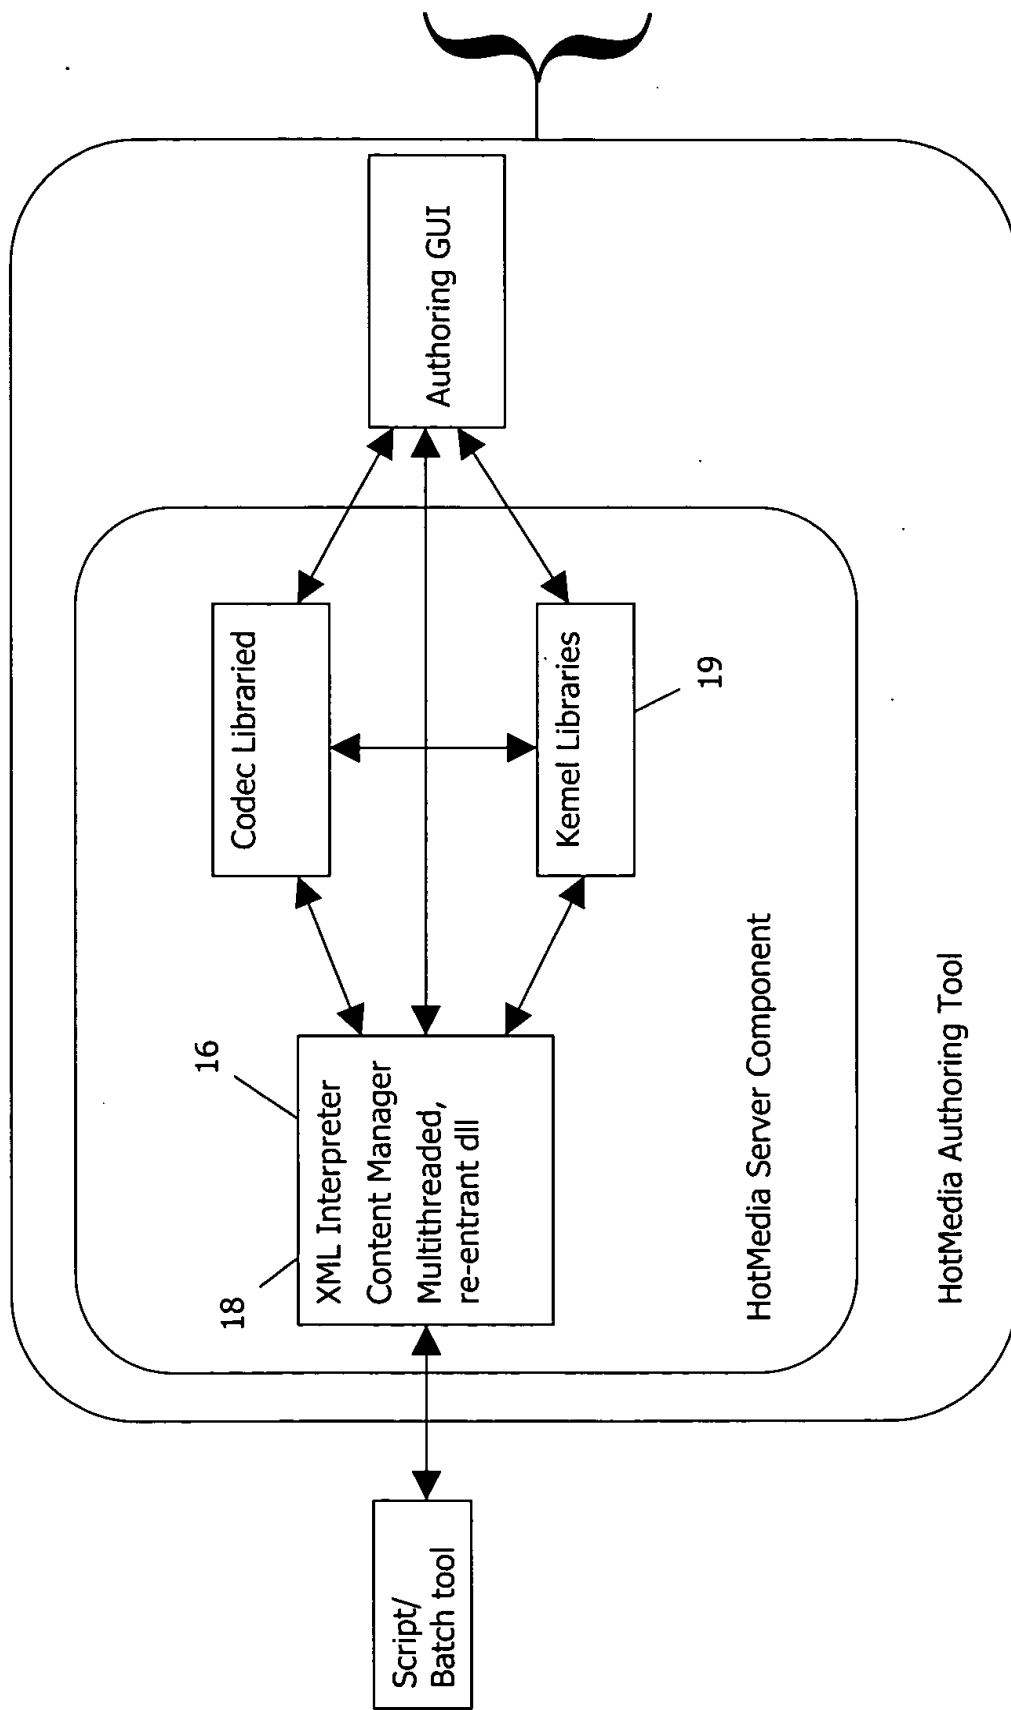 Script/
Batch tool
18
16
XML Interpreter
Content Manager
Multithreaded,
re-entrant dll
Codec Libraried
Kernel Libraries
19
Authoring GUI
HotMedia Server Component
HotMedia Authoring Tool